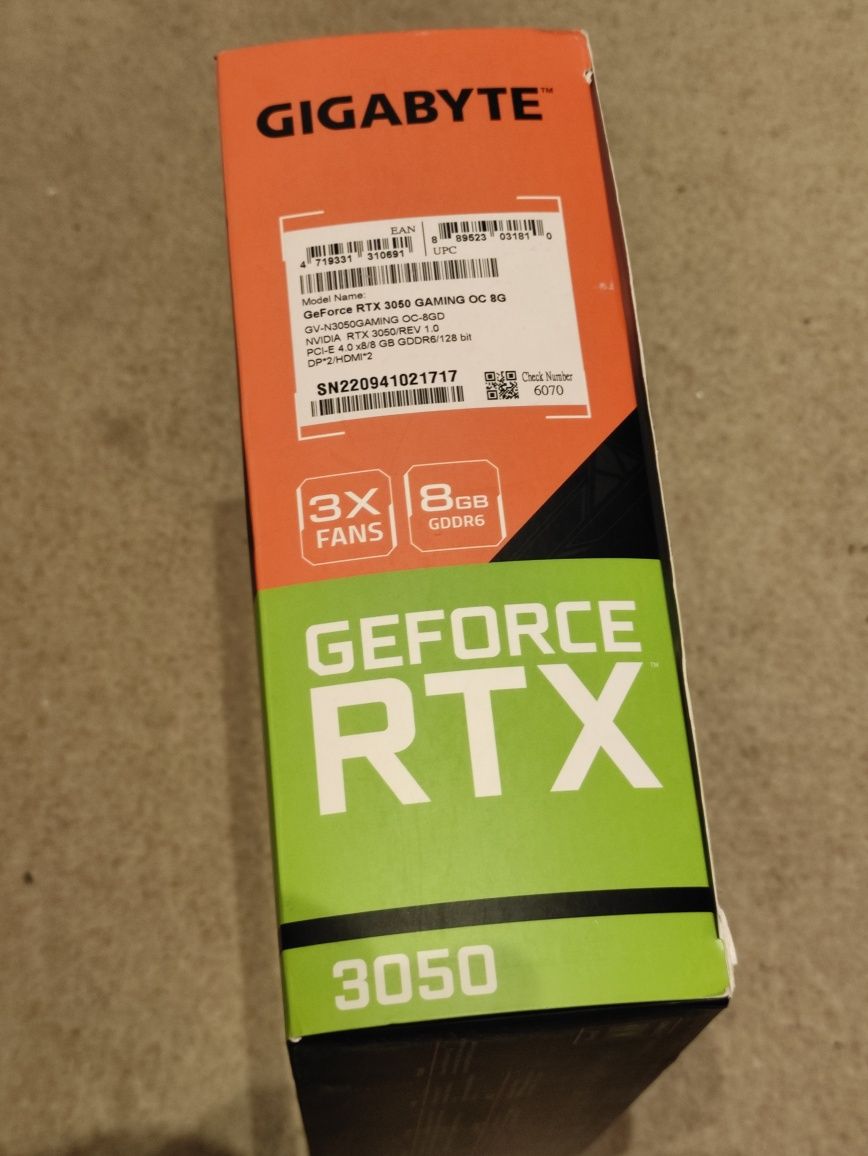 GIGABYTE™
EAN
4 719331 310691
8 89523 03181 0
UPC
Model Name:
GeForce RTX 3050 GAMING OC 8G
GV-N3050GAMING OC-8GD
NVIDIA RTX 3050/REV 1.0
PCI-E 4.0 x8/8 GB GDDR6/128 bit
DP*2/HDMI*2
SN220941021717
Check Number
6070
3X
FANS
8GB
GDDR6
GEFORCE
RTX™
3050